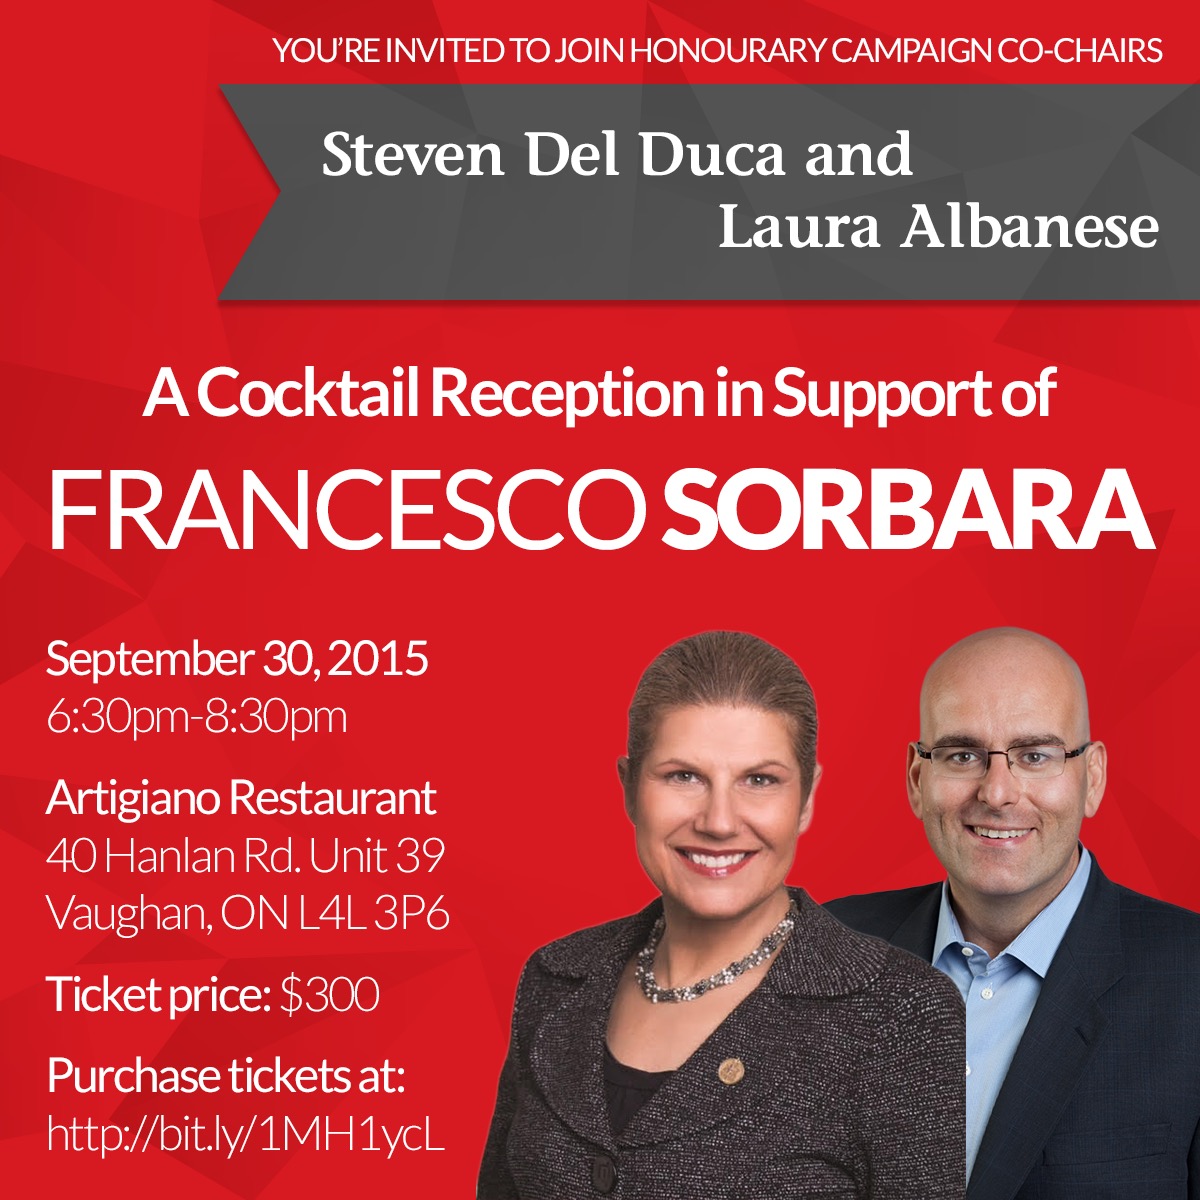 YOU'RE INVITED TO JOIN HONOURARY CAMPAIGN CO-CHAIRS
Steven Del Duca and
Laura Albanese
A Cocktail Reception in Support of
FRANCESCO SORBARA
September 30, 2015
6:30pm-8:30pm
Artigiano Restaurant
40 Hanlan Rd. Unit 39
Vaughan, ON L4L 3P6
Ticket price: $300
Purchase tickets at:
http://bit.ly/1MH1ycL